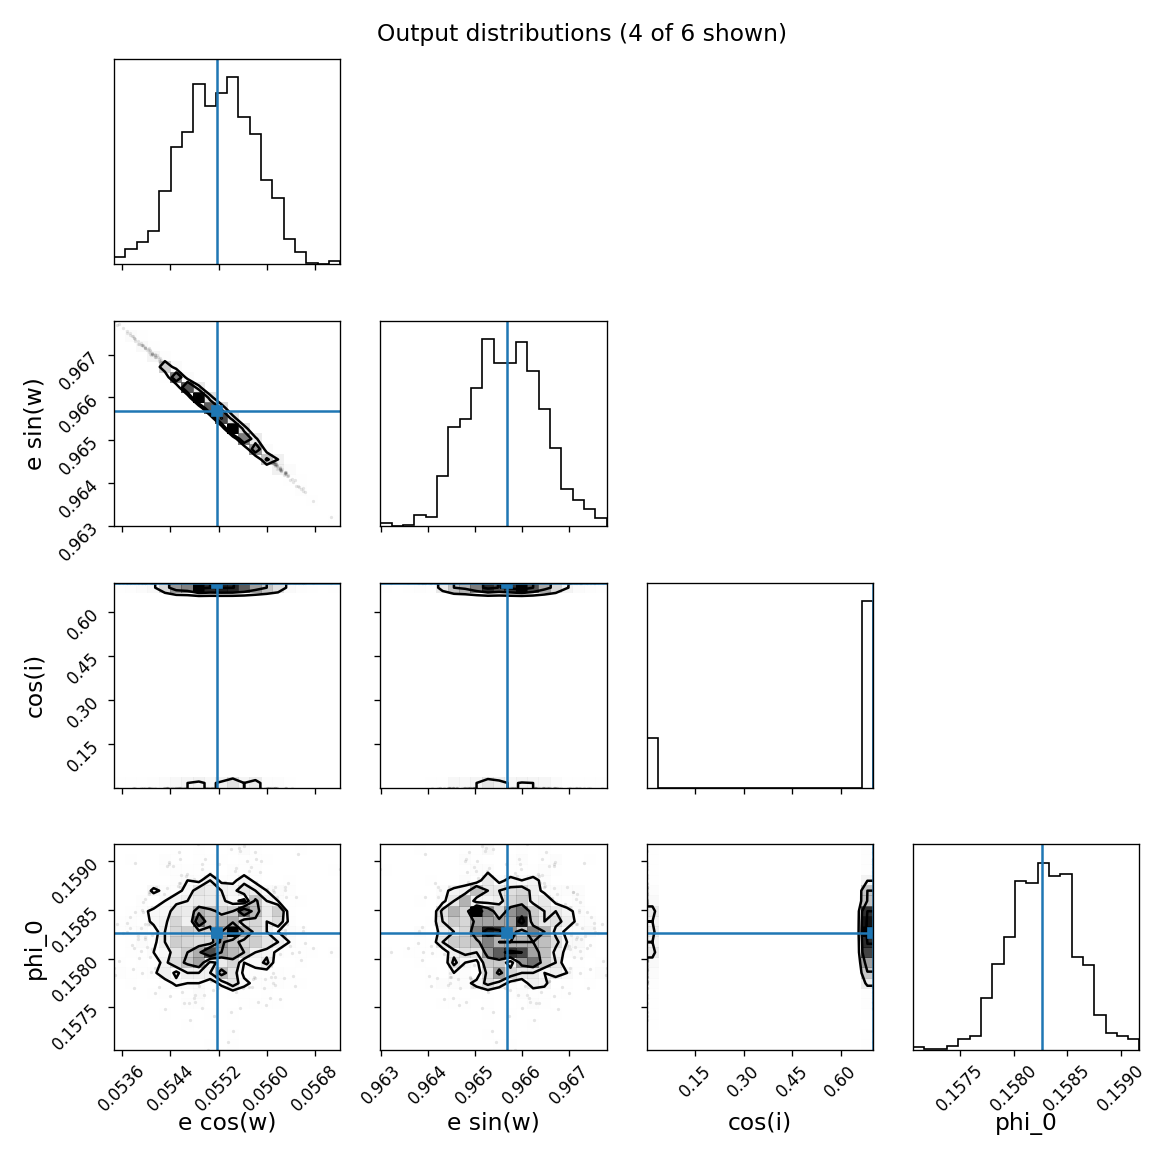 Output distributions (4 of 6 shown)
e sin(w)
0.967
0.966
0.965
0.964
0.963
cos(i)
0.60
0.45
0.30
0.15
phi_0
0.1590
0.1585
0.1580
0.1575
0.0536 0.0544 0.0552 0.0560 0.0568
0.963 0.964 0.965 0.966 0.967
0.15 0.30 0.45 0.60
0.1575 0.1580 0.1585 0.1590
e cos(w) e sin(w) cos(i) phi_0